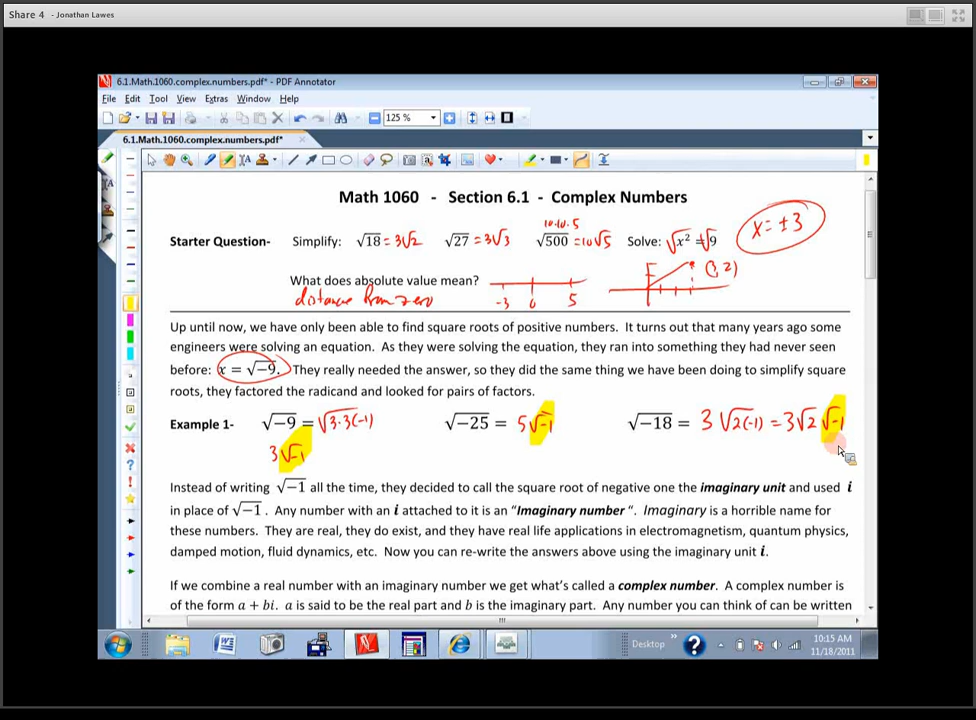 Share 4 - Jonathan Lawes
6.1.Math.1060.complex.numbers.pdf* - PDF Annotator
File Edit Tool View Extras Window Help
125 %
6.1.Math.1060.complex.numbers.pdf*
Math 1060 - Section 6.1 - Complex Numbers
10·10·5
Starter Question- Simplify: √18 = 3√2 √27 = 3√3 √500 = 10√5 Solve: √x² = √9 x = ±3
What does absolute value mean?
distance from zero -3 0 5 (3,2)
Up until now, we have only been able to find square roots of positive numbers. It turns out that many years ago some
engineers were solving an equation. As they were solving the equation, they ran into something they had never seen
before: x = √−9. They really needed the answer, so they did the same thing we have been doing to simplify square
roots, they factored the radicand and looked for pairs of factors.
Example 1- √−9 = √3·3(-1) √−25 = 5√-1 √−18 = 3√2(-1) = 3√2 √-1
3√-1
Instead of writing √−1 all the time, they decided to call the square root of negative one the imaginary unit and used i
in place of √−1. Any number with an i attached to it is an "Imaginary number ". Imaginary is a horrible name for
these numbers. They are real, they do exist, and they have real life applications in electromagnetism, quantum physics,
damped motion, fluid dynamics, etc. Now you can re-write the answers above using the imaginary unit i.
If we combine a real number with an imaginary number we get what's called a complex number. A complex number is
of the form a + bi. a is said to be the real part and b is the imaginary part. Any number you can think of can be written
Desktop
10:15 AM
11/18/2011